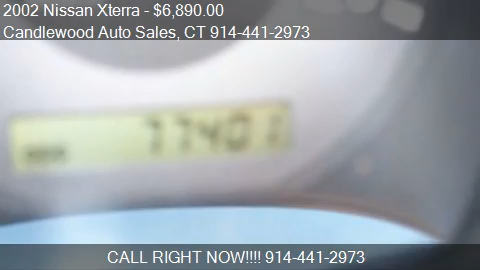 2002 Nissan Xterra - $6,890.00
Candlewood Auto Sales, CT 914-441-2973
77401
CALL RIGHT NOW!!!! 914-441-2973